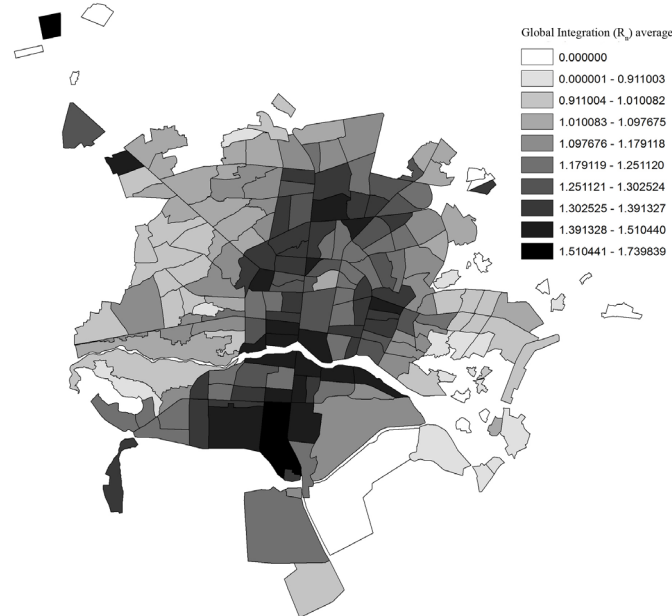 Global Integration (Rn) average
0.000000
0.000001 - 0.911003
0.911004 - 1.010082
1.010083 - 1.097675
1.097676 - 1.179118
1.179119 - 1.251120
1.251121 - 1.302524
1.302525 - 1.391327
1.391328 - 1.510440
1.510441 - 1.739839